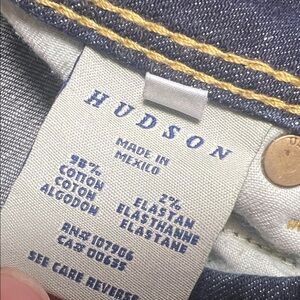 HUDSON
MADE IN
MEXICO
98% 2%
COTTON ELASTAN
COTON ELASTHANNE
ALGODON ELASTANE
RN# 107906
CA# 00635
SEE CARE REVERSE